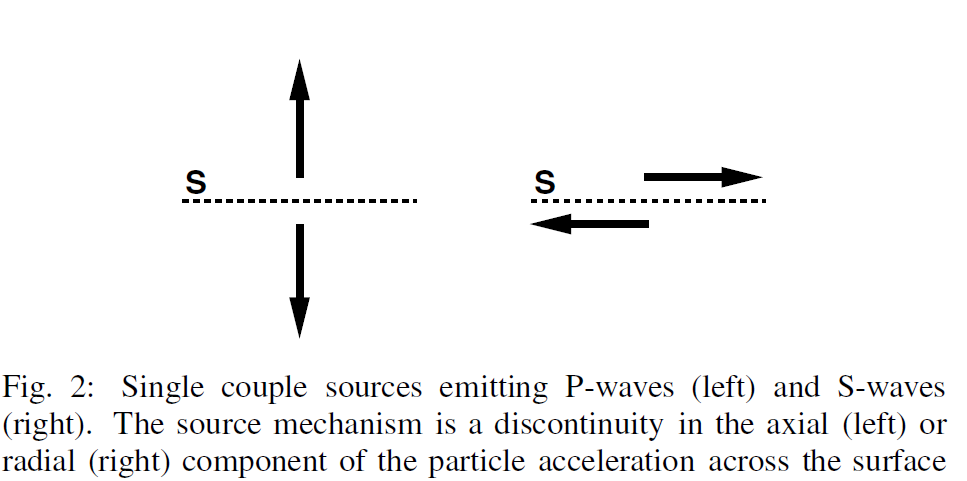 S
S
Fig. 2: Single couple sources emitting P-waves (left) and S-waves
(right). The source mechanism is a discontinuity in the axial (left) or
radial (right) component of the particle acceleration across the surface